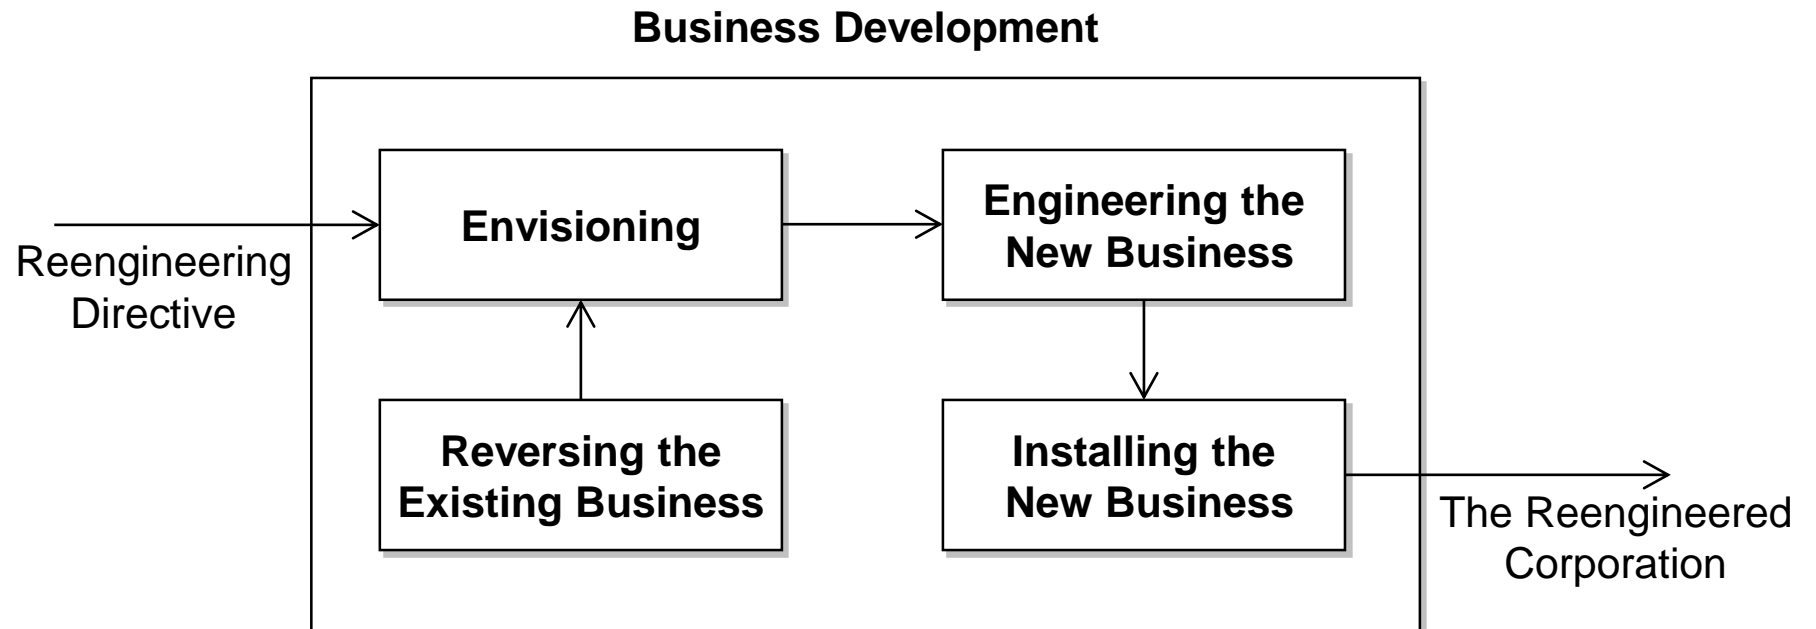 Business Development
Envisioning
Engineering the
New Business
Reengineering
Directive
Reversing the
Existing Business
Installing the
New Business
The Reengineered
Corporation